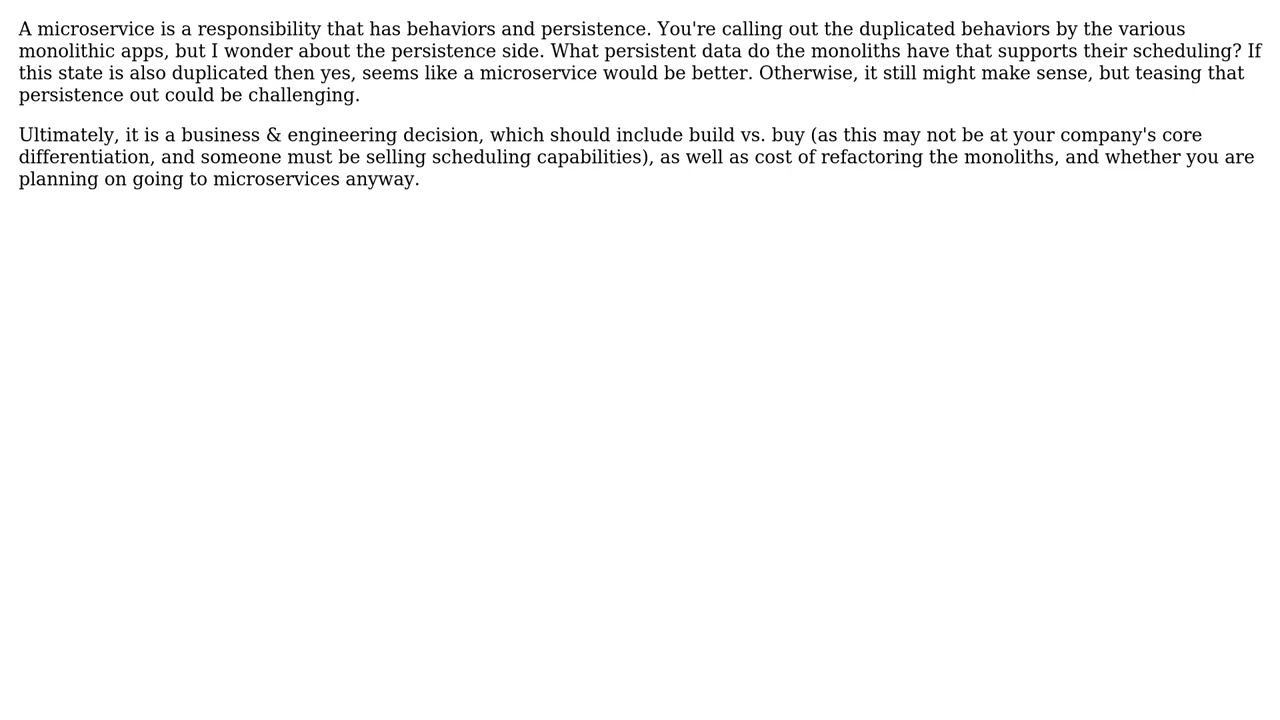 A microservice is a responsibility that has behaviors and persistence. You're calling out the duplicated behaviors by the various
monolithic apps, but I wonder about the persistence side. What persistent data do the monoliths have that supports their scheduling? If
this state is also duplicated then yes, seems like a microservice would be better. Otherwise, it still might make sense, but teasing that
persistence out could be challenging.
Ultimately, it is a business & engineering decision, which should include build vs. buy (as this may not be at your company's core
differentiation, and someone must be selling scheduling capabilities), as well as cost of refactoring the monoliths, and whether you are
planning on going to microservices anyway.